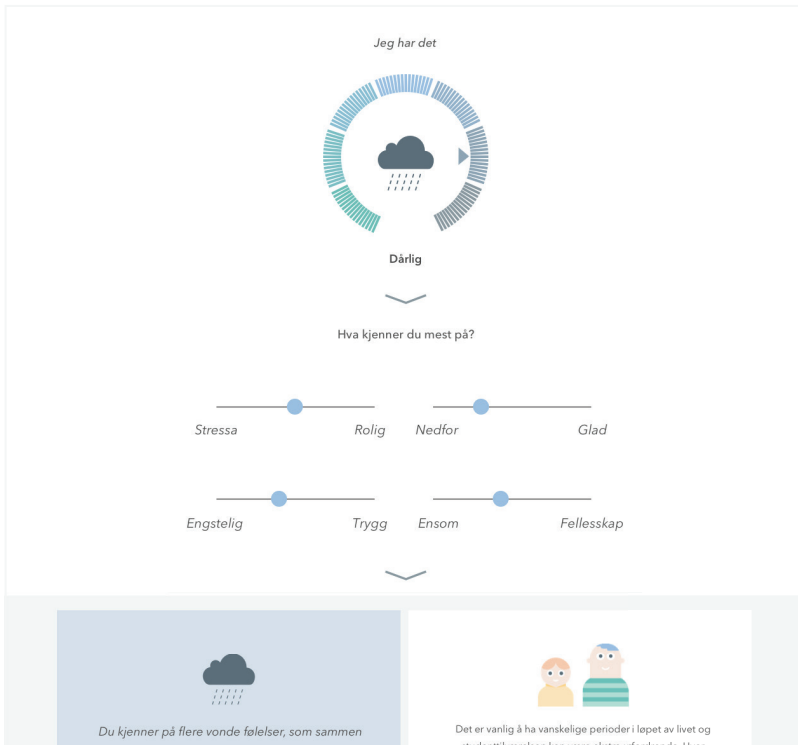 Jeg har det
Dårlig
Hva kjenner du mest på?
Stressa Rolig Nedfor Glad
Engstelig Trygg Ensom Fellesskap
Du kjenner på flere vonde følelser, som sammen
Det er vanlig å ha vanskelige perioder i løpet av livet og